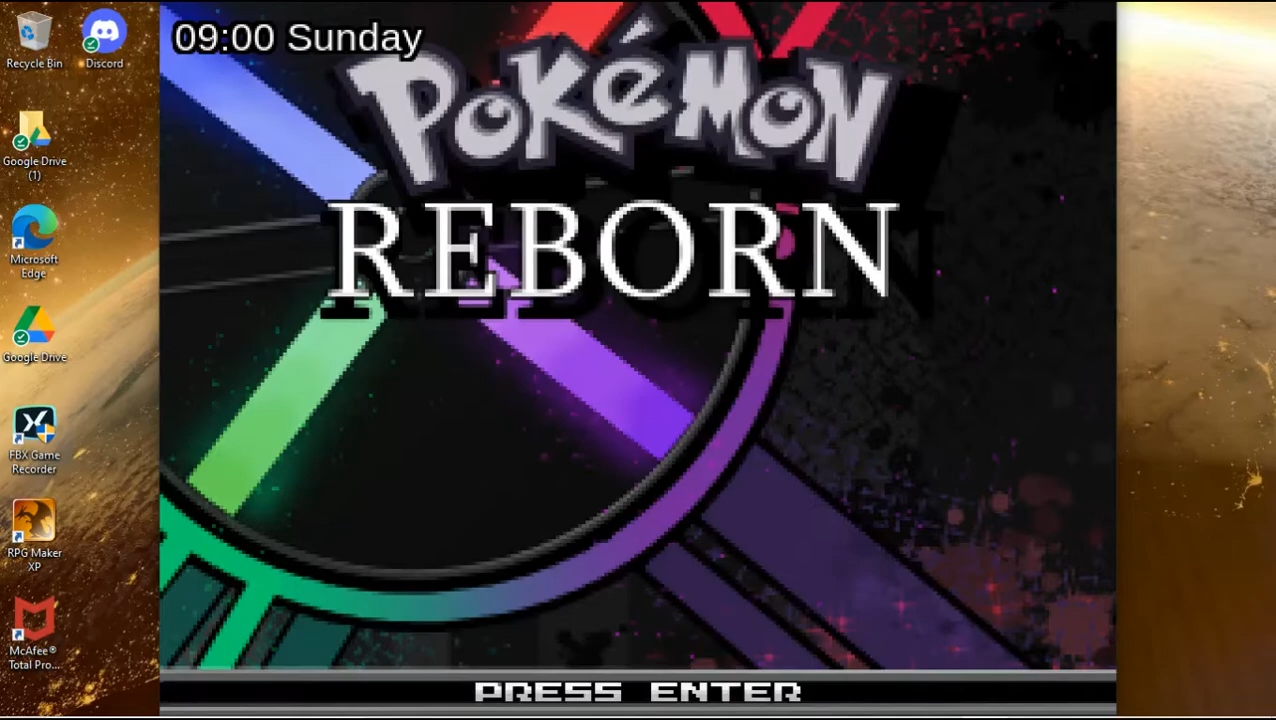 09:00 Sunday
POKÉMON
REBORN
PRESS ENTER
Recycle Bin
Discord
Google Drive
(1)
Microsoft
Edge
Google Drive
FBX Game
Recorder
RPG Maker
XP
McAfee®
Total Pro...